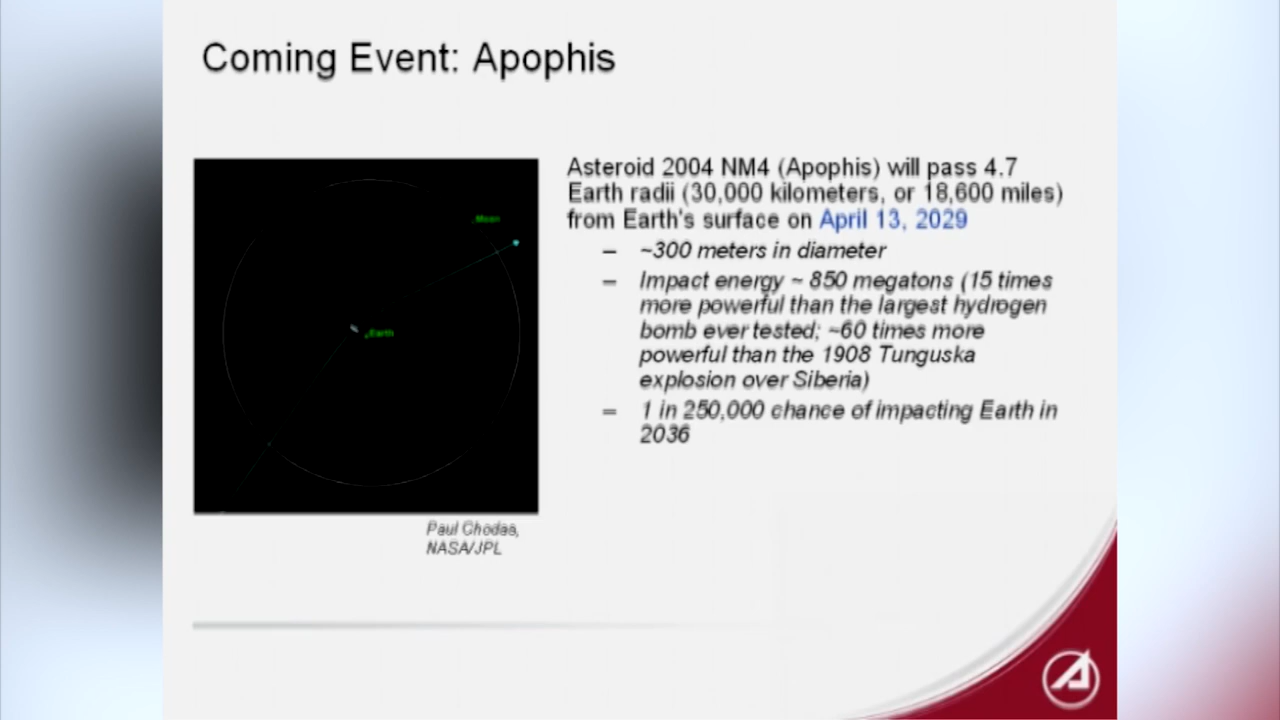 Coming Event: Apophis
Moon
Earth
Paul Chodas,
NASA/JPL
Asteroid 2004 NM4 (Apophis) will pass 4.7
Earth radii (30,000 kilometers, or 18,600 miles)
from Earth's surface on April 13, 2029
– ~300 meters in diameter
– Impact energy ~ 850 megatons (15 times
more powerful than the largest hydrogen
bomb ever tested; ~60 times more
powerful than the 1908 Tunguska
explosion over Siberia)
– 1 in 250,000 chance of impacting Earth in
2036